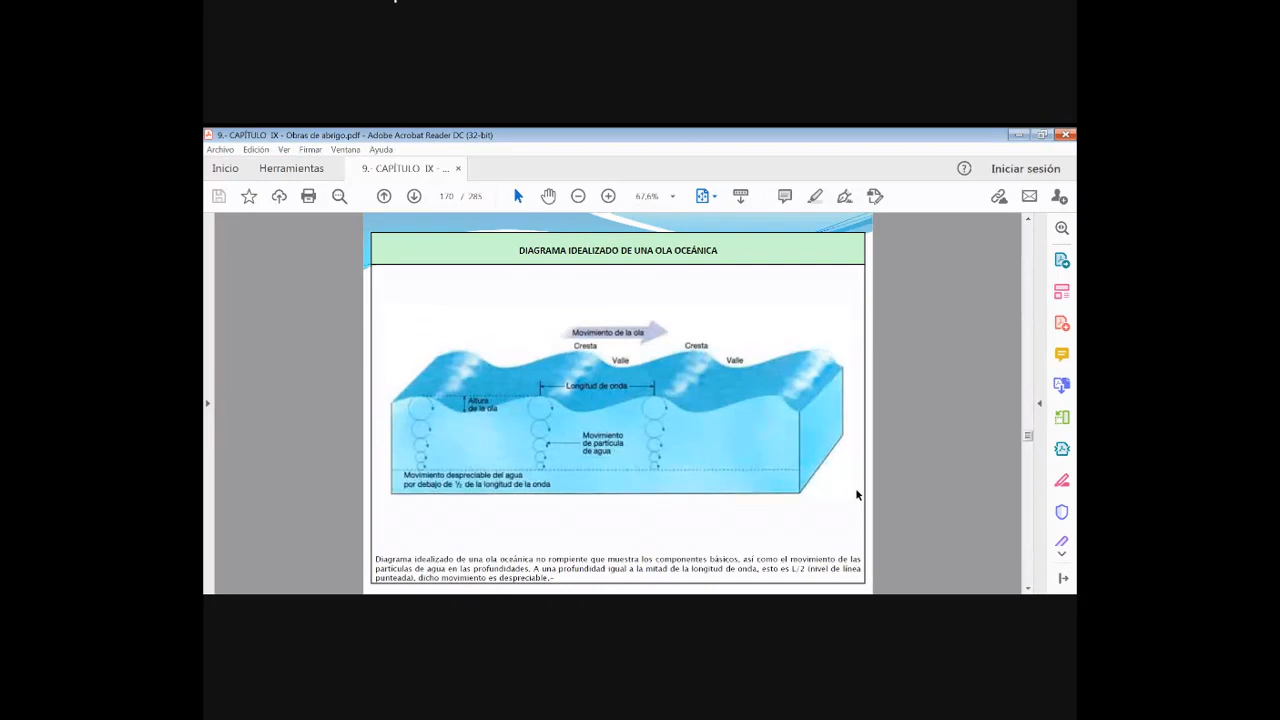 9.- CAPÍTULO IX - Obras de abrigo.pdf - Adobe Acrobat Reader DC (32-bit)
Archivo Edición Ver Firmar Ventana Ayuda
Inicio Herramientas 9.- CAPÍTULO IX - ... × Iniciar sesión
170 / 285 67,6%
DIAGRAMA IDEALIZADO DE UNA OLA OCEÁNICA
Movimiento de la ola
Cresta Cresta
Valle Valle
Longitud de onda
Altura
de la ola
Movimiento
de partícula
de agua
Movimiento despreciable del agua
por debajo de 1/2 de la longitud de la onda
Diagrama idealizado de una ola oceánica no rompiente que muestra los componentes básicos, así como el movimiento de las
partículas de agua en las profundidades. A una profundidad igual a la mitad de la longitud de onda, esto es L/2 (nivel de línea
punteada), dicho movimiento es despreciable.-